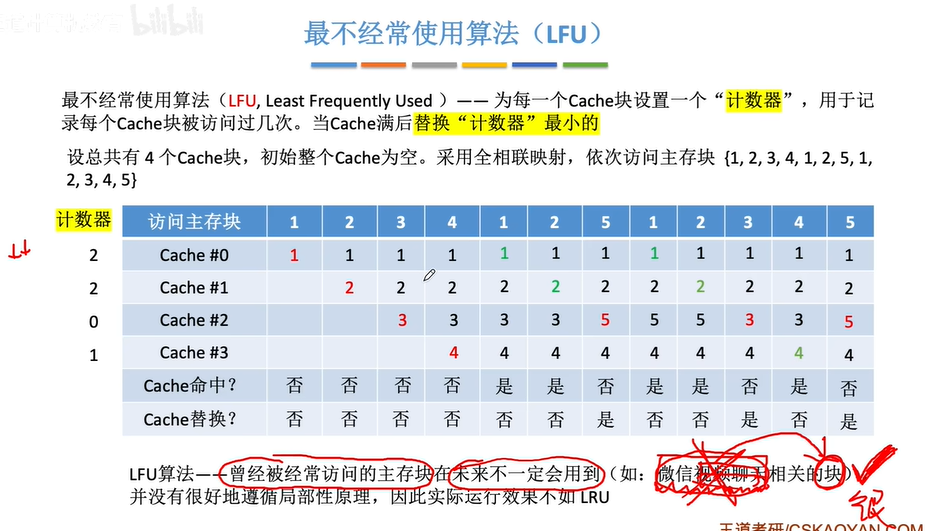 bilibili
最不经常使用算法（LFU）
最不经常使用算法（LFU, Least Frequently Used ）—— 为每一个Cache块设置一个“计数器”，用于记
录每个Cache块被访问过几次。当Cache满后替换“计数器”最小的
设总共有 4 个Cache块，初始整个Cache为空。采用全相联映射，依次访问主存块 {1, 2, 3, 4, 1, 2, 5, 1,
2, 3, 4, 5}
计数器 访问主存块 1 2 3 4 1 2 5 1 2 3 4 5
2 Cache #0 1 1 1 1 1 1 1 1 1 1 1 1
2 Cache #1 2 2 2 2 2 2 2 2 2 2 2
0 Cache #2 3 3 3 3 5 5 5 3 3 5
1 Cache #3 4 4 4 4 4 4 4 4 4
Cache命中? 否 否 否 否 是 是 否 是 是 否 是 否
Cache替换? 否 否 否 否 否 否 是 否 否 是 否 是
LFU算法——曾经被经常访问的主存块在未来不一定会用到（如：微信视频聊天相关的块）
并没有很好地遵循局部性原理，因此实际运行效果不如 LRU
王道考研/CSKAOYAN.COM